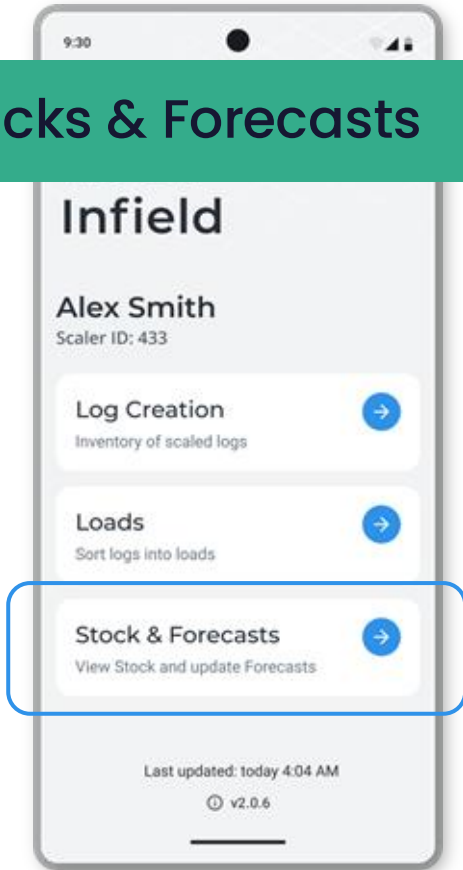 9:30
cks & Forecasts
Infield
Alex Smith
Scaler ID: 433
Log Creation
Inventory of scaled logs
Loads
Sort logs into loads
Stock & Forecasts
View Stock and update Forecasts
Last updated: today 4:04 AM
v2.0.6